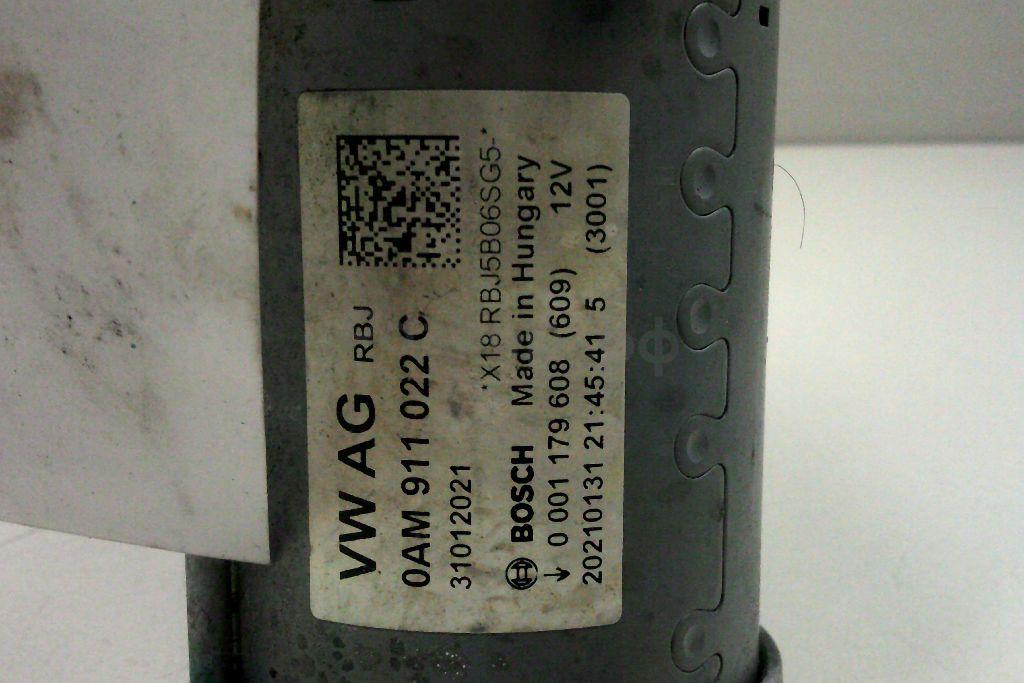 VW AG RBJ
0AM 911 022 C
31012021
*X18 RBJ5B06SG5-*
BOSCH Made in Hungary
↓ 0 001 179 608 (609) 12V
20210131 21:45:41 5 (3001)